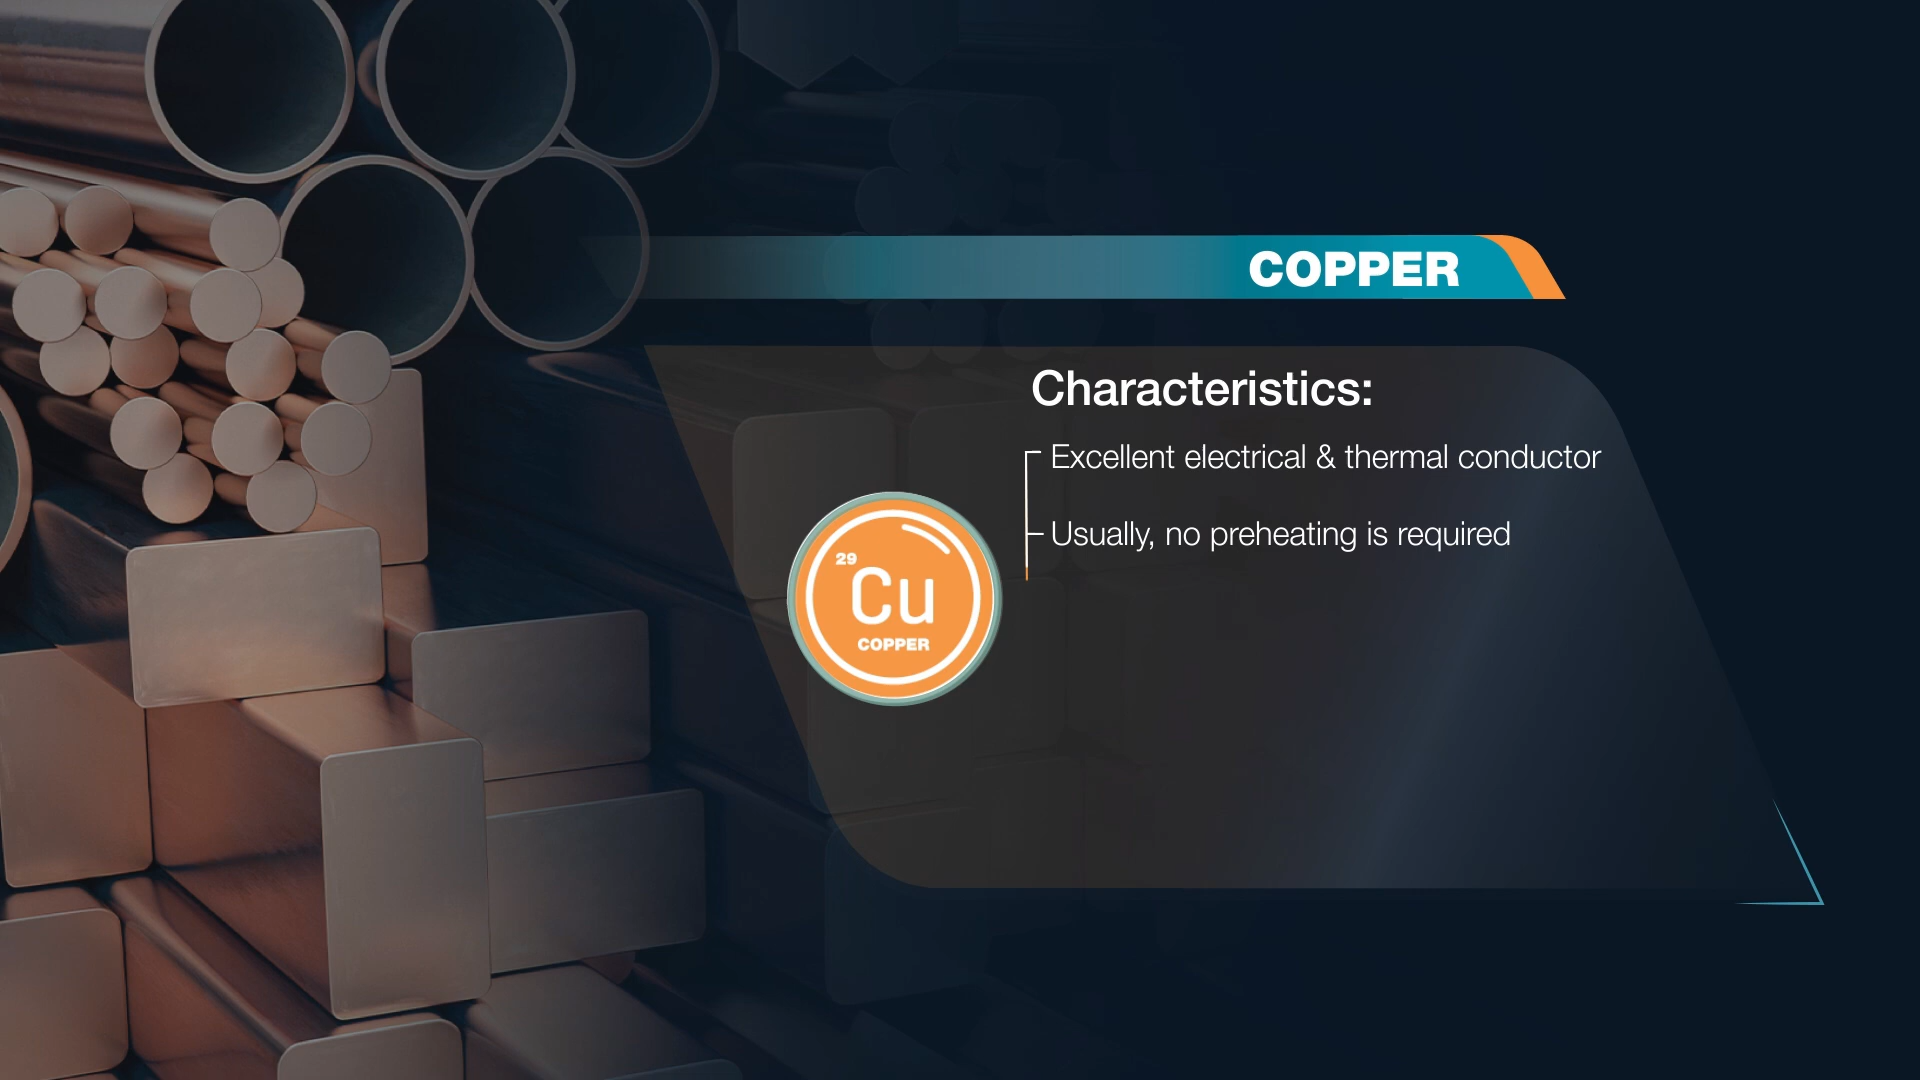 COPPER
Characteristics:
Excellent electrical & thermal conductor
Usually, no preheating is required
29
Cu
COPPER